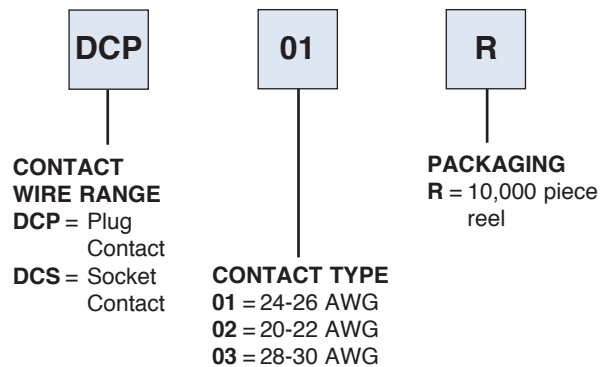 DCP
01
R
CONTACT
WIRE RANGE
DCP = Plug
Contact
DCS = Socket
Contact
CONTACT TYPE
01 = 24-26 AWG
02 = 20-22 AWG
03 = 28-30 AWG
PACKAGING
R = 10,000 piece
reel